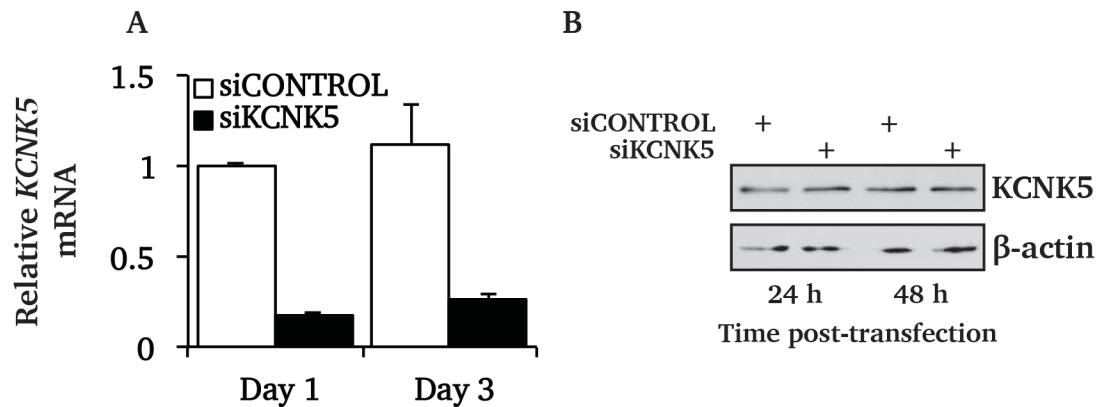 A
B
1.5
1
0.5
0
Relative KCNK5
mRNA
siCONTROL
siKCNK5
Day 1
Day 3
siCONTROL + +
siKCNK5 + +
KCNK5
β-actin
24 h 48 h
Time post-transfection